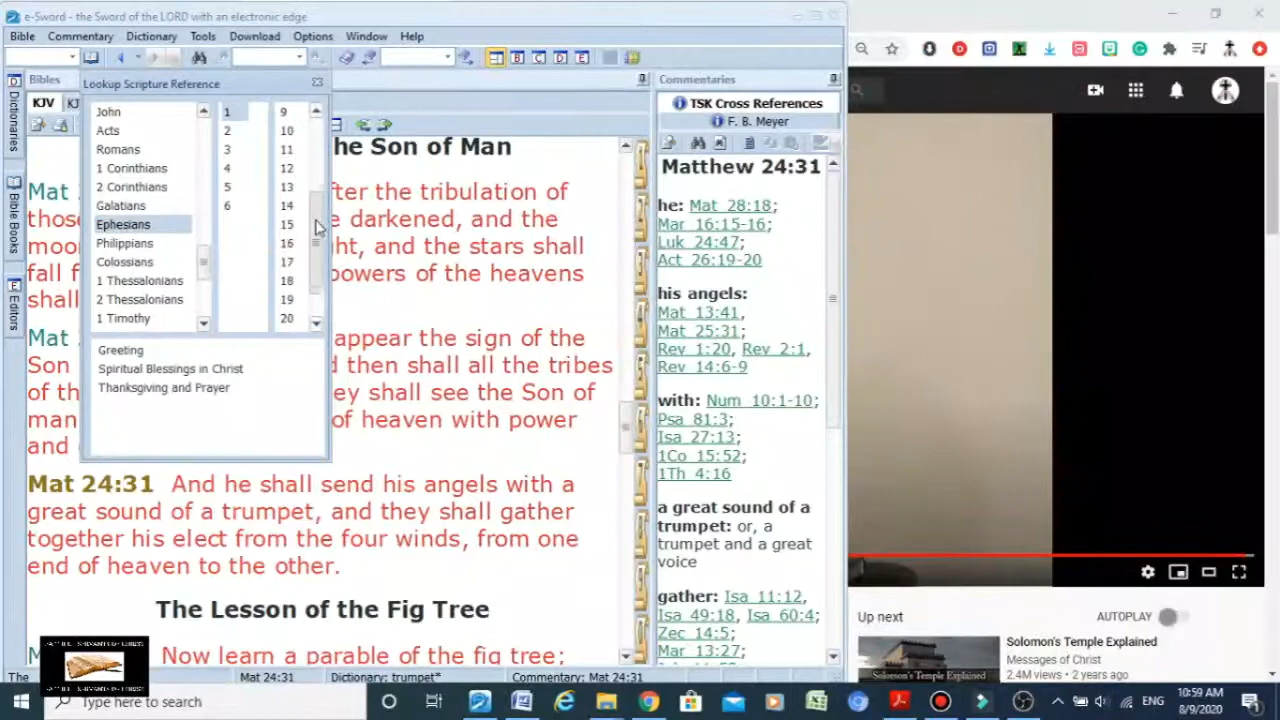 e-Sword - the Sword of the LORD with an electronic edge
Bible Commentary Dictionary Tools Download Options Window Help
B C D E
Bibles
Lookup Scripture Reference
Commentaries
KJV
D Dictionaries
Bible Books
E Editors
John
Acts
Romans
1 Corinthians
2 Corinthians
Galatians
Ephesians
Philippians
Colossians
1 Thessalonians
2 Thessalonians
1 Timothy
1
2
3
4
5
6
9
10
11
12
13
14
15
16
17
18
19
20
Greeting
Spiritual Blessings in Christ
Thanksgiving and Prayer
he Son of Man
Mat fter the tribulation of
those e darkened, and the
moon ght, and the stars shall
fall f powers of the heavens
shall
Mat appear the sign of the
Son d then shall all the tribes
of th ey shall see the Son of
man of heaven with power
and
Mat 24:31 And he shall send his angels with a
great sound of a trumpet, and they shall gather
together his elect from the four winds, from one
end of heaven to the other.
The Lesson of the Fig Tree
Now learn a parable of the fig tree;
TSK Cross References
F. B. Meyer
Matthew 24:31
he: Mat 28:18;
Mar 16:15-16;
Luk 24:47;
Act 26:19-20
his angels:
Mat 13:41,
Mat 25:31;
Rev 1:20, Rev 2:1,
Rev 14:6-9
with: Num 10:1-10;
Psa 81:3;
Isa 27:13;
1Co 15:52;
1Th 4:16
a great sound of a
trumpet: or, a
trumpet and a great
voice
gather: Isa 11:12,
Isa 49:18, Isa 60:4;
Zec 14:5;
Mar 13:27;
The Mat 24:31 Dictionary: trumpet* Commentary: Mat 24:31
Up next AUTOPLAY
Solomon's Temple Explained
Solomon's Temple Explained
Messages of Christ
2.4M views • 2 years ago
Type here to search
ENG
10:59 AM
8/9/2020